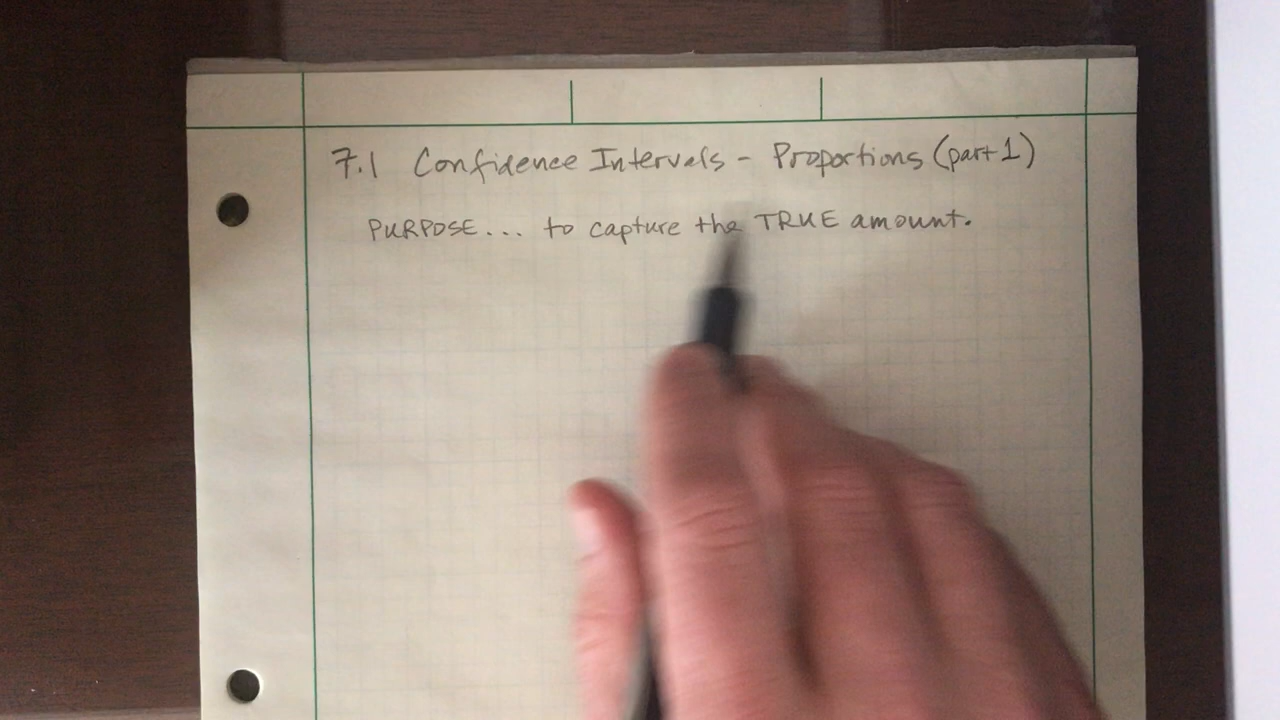 7.1 Confidence Intervals - Proportions (part 1)
PURPOSE... to capture the TRUE amount.